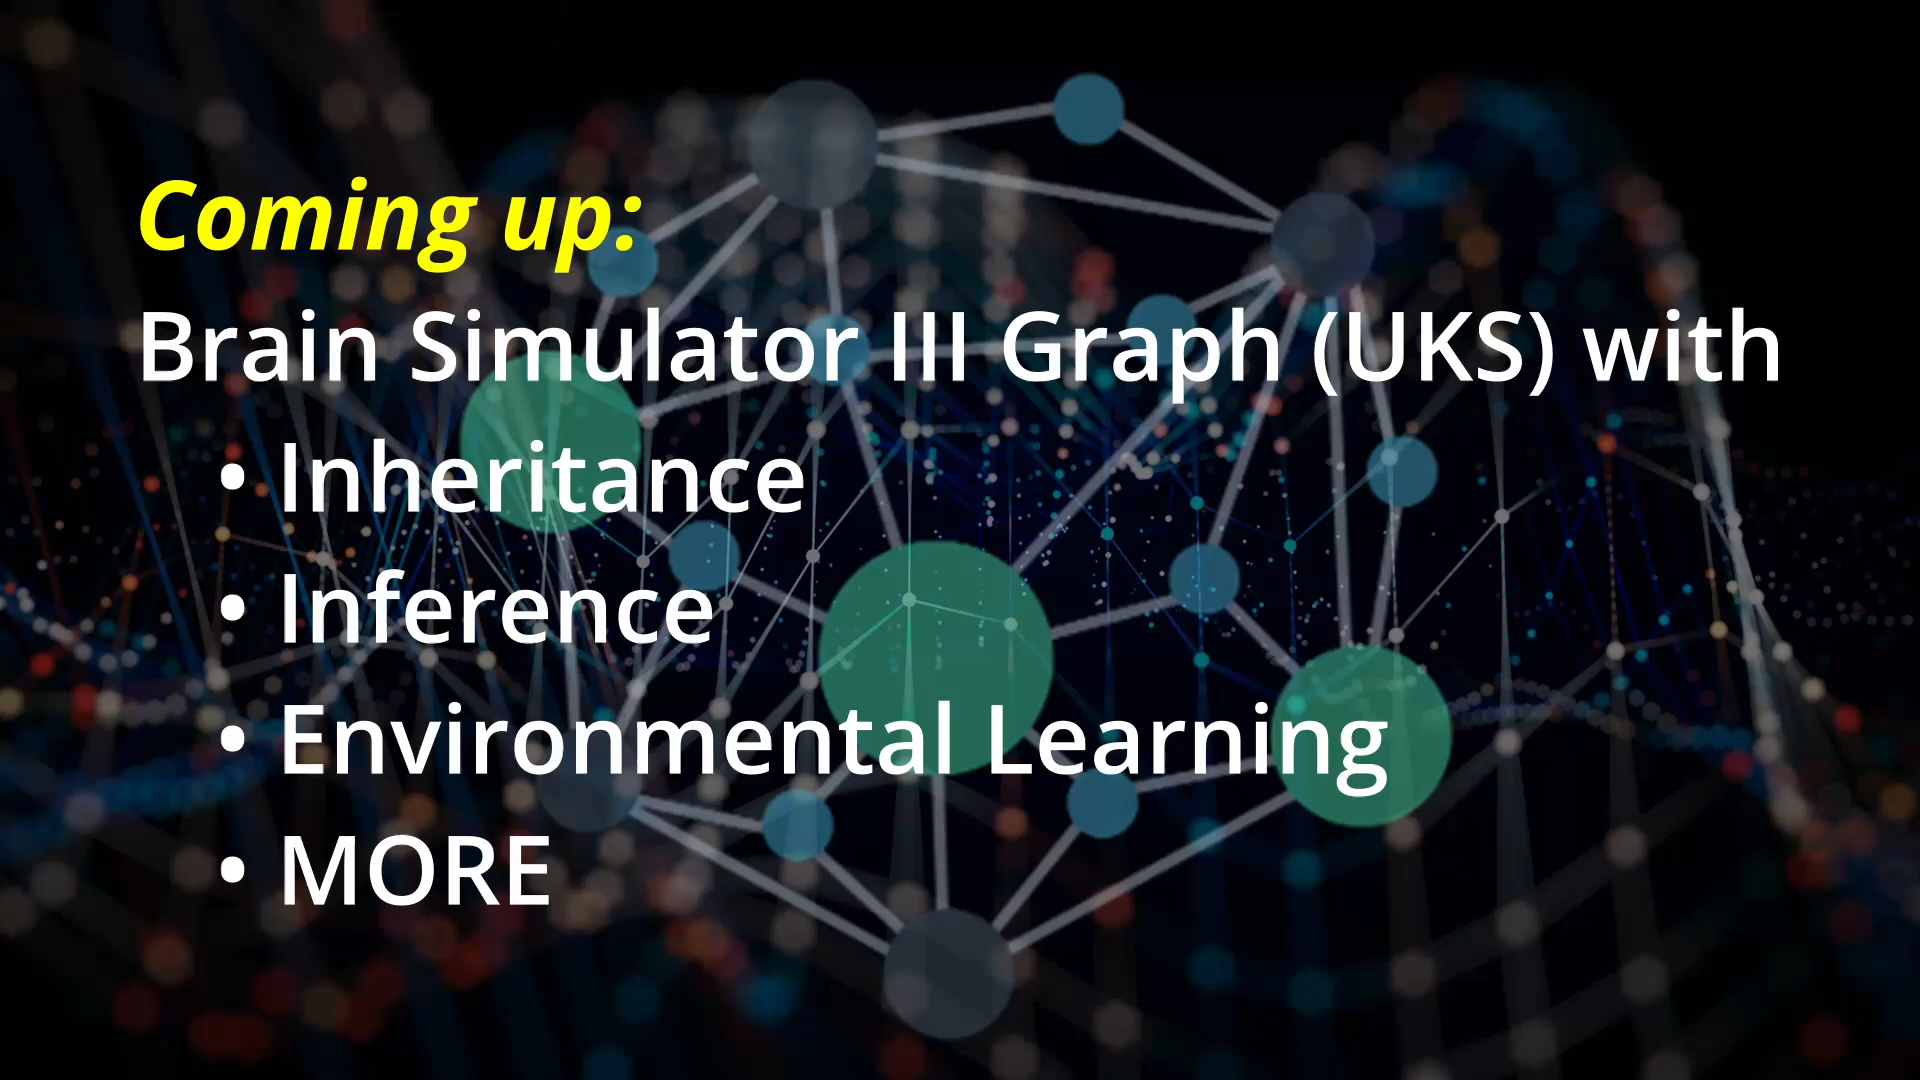 Coming up:
Brain Simulator III Graph (UKS) with
• Inheritance
• Inference
• Environmental Learning
• MORE